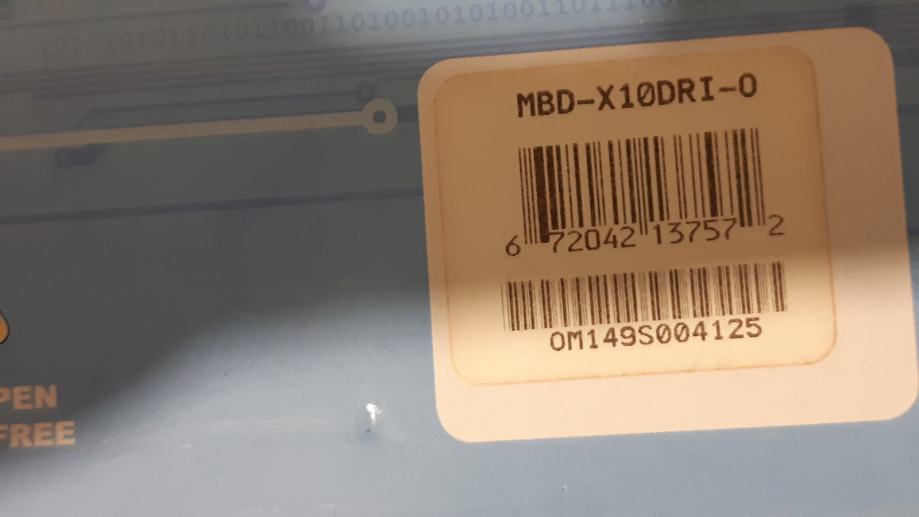 MBD-X10DRI-O
6 72042 13757 2
OM149S004125
PEN
FREE